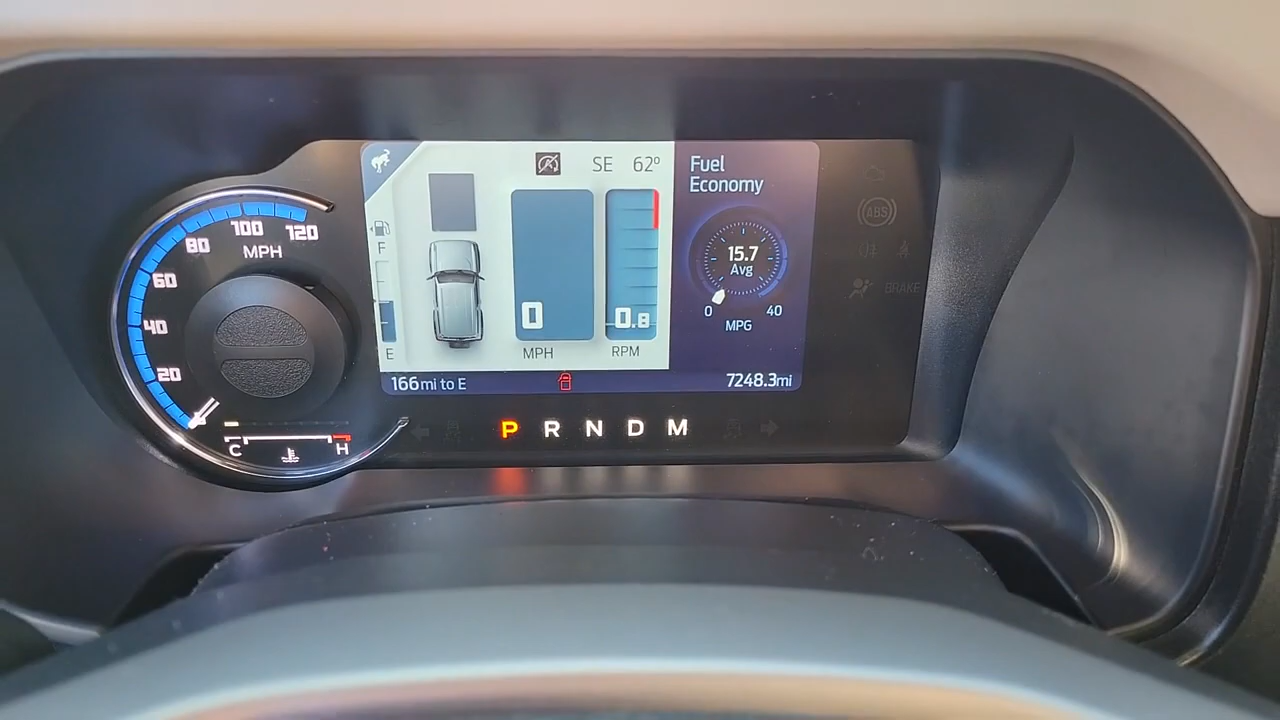 SE 62°
Fuel
Economy
100
120
80
MPH
60
40
20
F
E
15.7
Avg
0
40
MPG
0
0.8
MPH
RPM
166 mi to E
7248.3mi
P R N D M
C
H
ABS
BRAKE